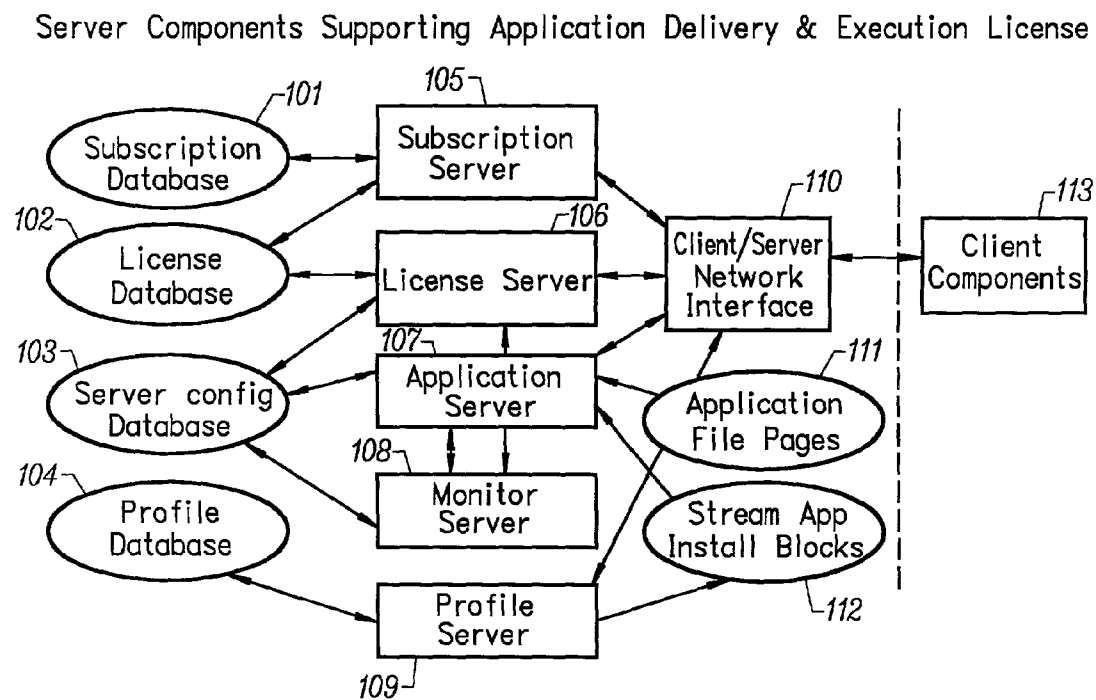 Server Components Supporting Application Delivery & Execution License
101
Subscription
Database
105
Subscription
Server
102
License
Database
106
License Server
110
Client/Server
Network
Interface
113
Client
Components
103
Server config
Database
107
Application
Server
111
Application
File Pages
104
Profile
Database
108
Monitor
Server
Stream App
Install Blocks
112
Profile
Server
109